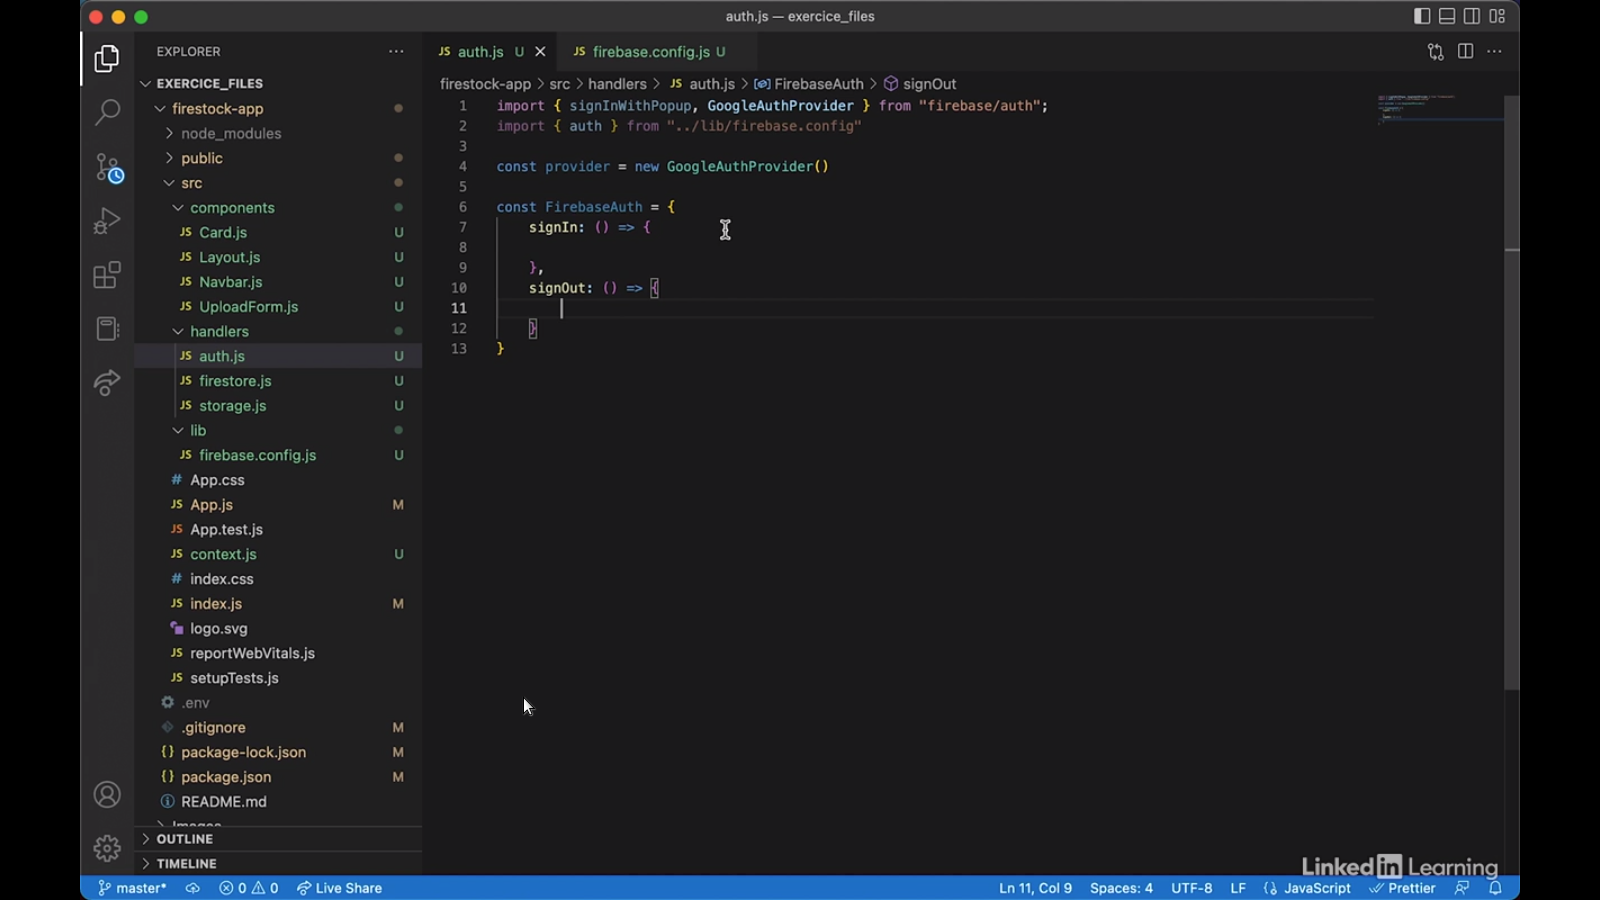 auth.js — exercice_files
EXPLORER
EXERCICE_FILES
firestock-app
node_modules
public
src
components
JS Card.js U
JS Layout.js U
JS Navbar.js U
JS UploadForm.js U
handlers
JS auth.js U
JS firestore.js U
JS storage.js U
lib
JS firebase.config.js U
# App.css
JS App.js M
JS App.test.js
JS context.js U
# index.css
JS index.js M
logo.svg
JS reportWebVitals.js
JS setupTests.js
.env
.gitignore M
{} package-lock.json M
{} package.json M
README.md
Images
OUTLINE
TIMELINE
JS auth.js U
JS firebase.config.js U
firestock-app > src > handlers > JS auth.js > FirebaseAuth > signOut
1 import { signInWithPopup, GoogleAuthProvider } from "firebase/auth";
2 import { auth } from "../lib/firebase.config"
3
4 const provider = new GoogleAuthProvider()
5
6 const FirebaseAuth = {
7 signIn: () => {
8
9 },
10 signOut: () => {
11
12 }
13 }
LinkedIn Learning
master* 0 0 Live Share Ln 11, Col 9 Spaces: 4 UTF-8 LF {} JavaScript Prettier